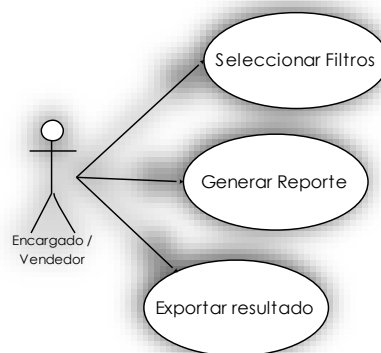 Seleccionar Filtros
Generar Reporte
Encargado /
Vendedor
Exportar resultado